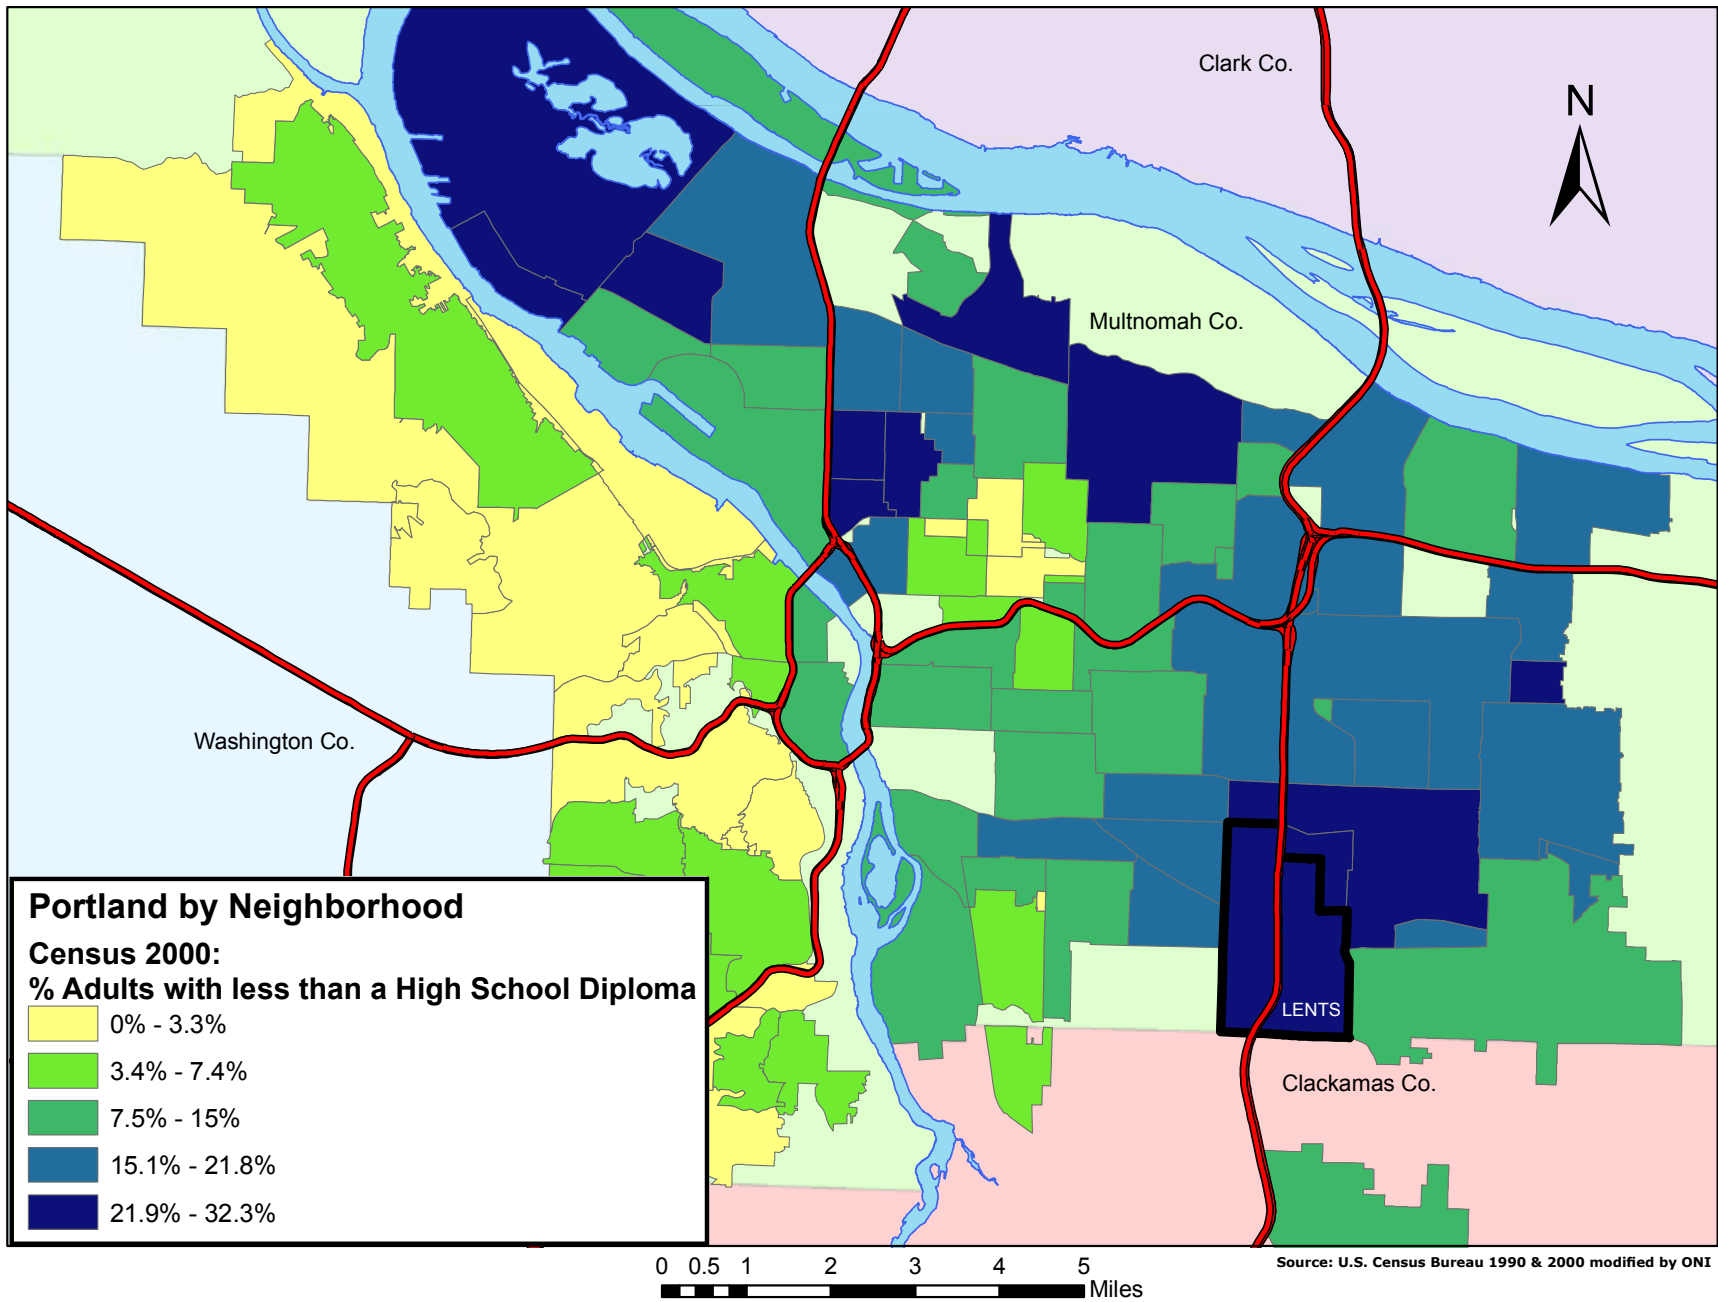 Clark Co.
N
Multnomah Co.
Washington Co.
Portland by Neighborhood
Census 2000:
% Adults with less than a High School Diploma
0% - 3.3%
3.4% - 7.4%
7.5% - 15%
15.1% - 21.8%
21.9% - 32.3%
LENTS
Clackamas Co.
Source: U.S. Census Bureau 1990 & 2000 modified by ONI
0 0.5 1 2 3 4 5
Miles